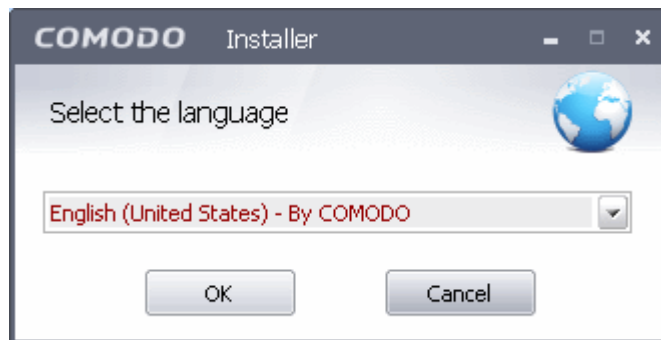 COMODO Installer
Select the language
English (United States) - By COMODO
OK Cancel